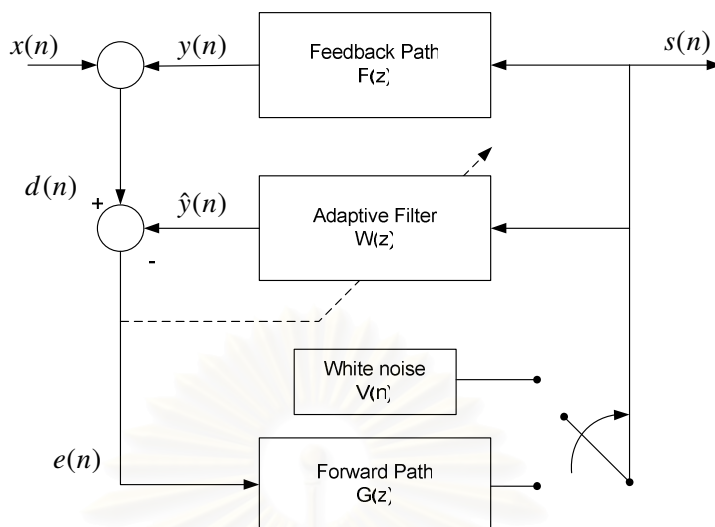 x(n)
y(n)
Feedback Path
F(z)
s(n)
d(n)
+
ŷ(n)
Adaptive Filter
W(z)
-
White noise
V(n)
e(n)
Forward Path
G(z)